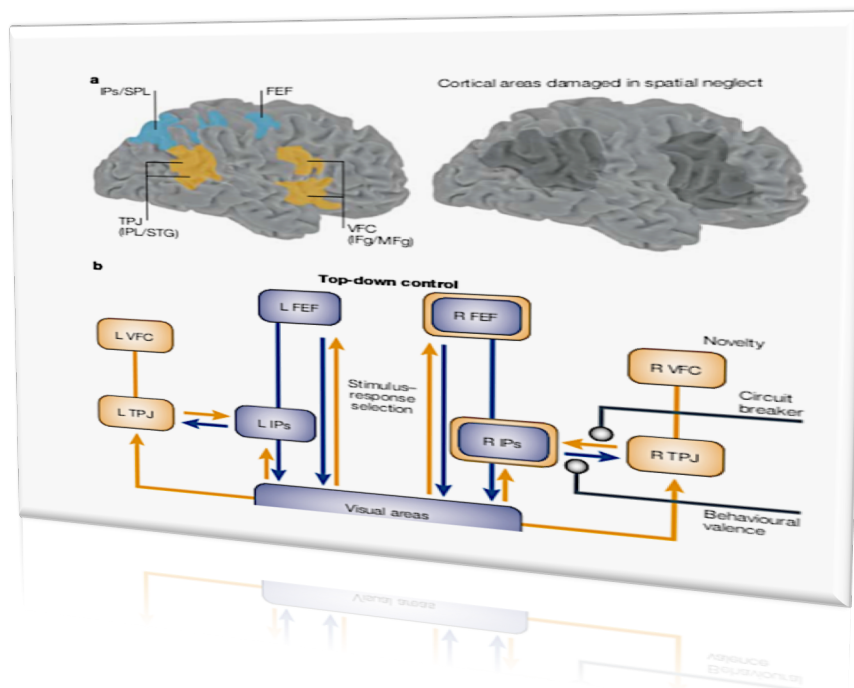 a
IPs/SPL
FEF
Cortical areas damaged in spatial neglect
TPJ
(IPL/STG)
VFC
(IFg/MFg)
b
Top-down control
L FEF
R FEF
L VFC
Novelty
R VFC
Stimulus–
response
selection
Circuit
breaker
L TPJ
L IPs
R IPs
R TPJ
Visual areas
Behavioural
valence